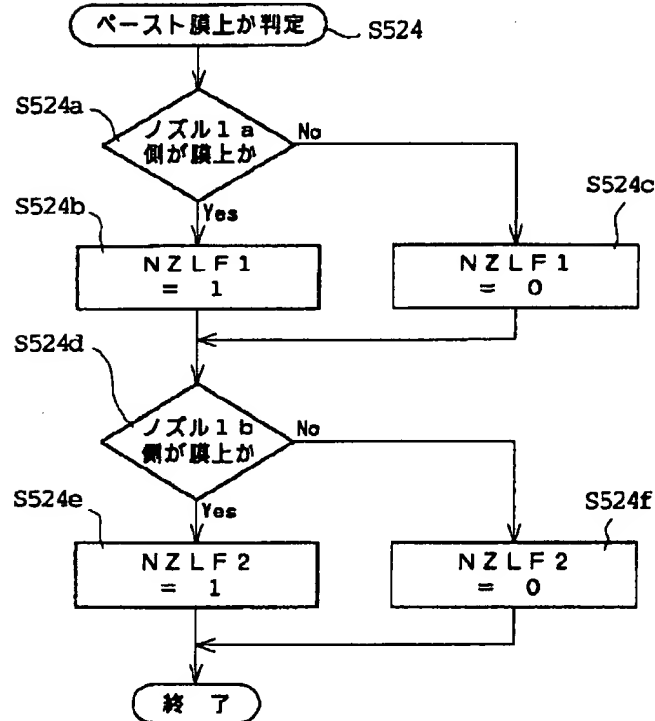 ペースト膜上か判定
S524
S524a
ノズル1a
側が膜上か
No
Yes
S524b
NZLF1
= 1
S524c
NZLF1
= 0
S524d
ノズル1b
側が膜上か
No
Yes
S524e
NZLF2
= 1
S524f
NZLF2
= 0
終 了